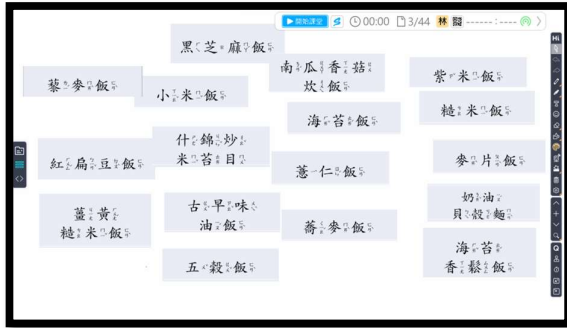 開始課堂 00:00 3/44 林 ------:----
黑芝麻飯
南瓜香菇
炊飯
紫米飯
藜麥飯
小米飯
糙米飯
海苔飯
什錦炒
米苔目
紅扁豆飯
薏仁飯
麥片飯
薑黃
糙米飯
古早味
油飯
蕎麥飯
奶油
貝殼麵
海苔
香鬆飯
五穀飯
Hi